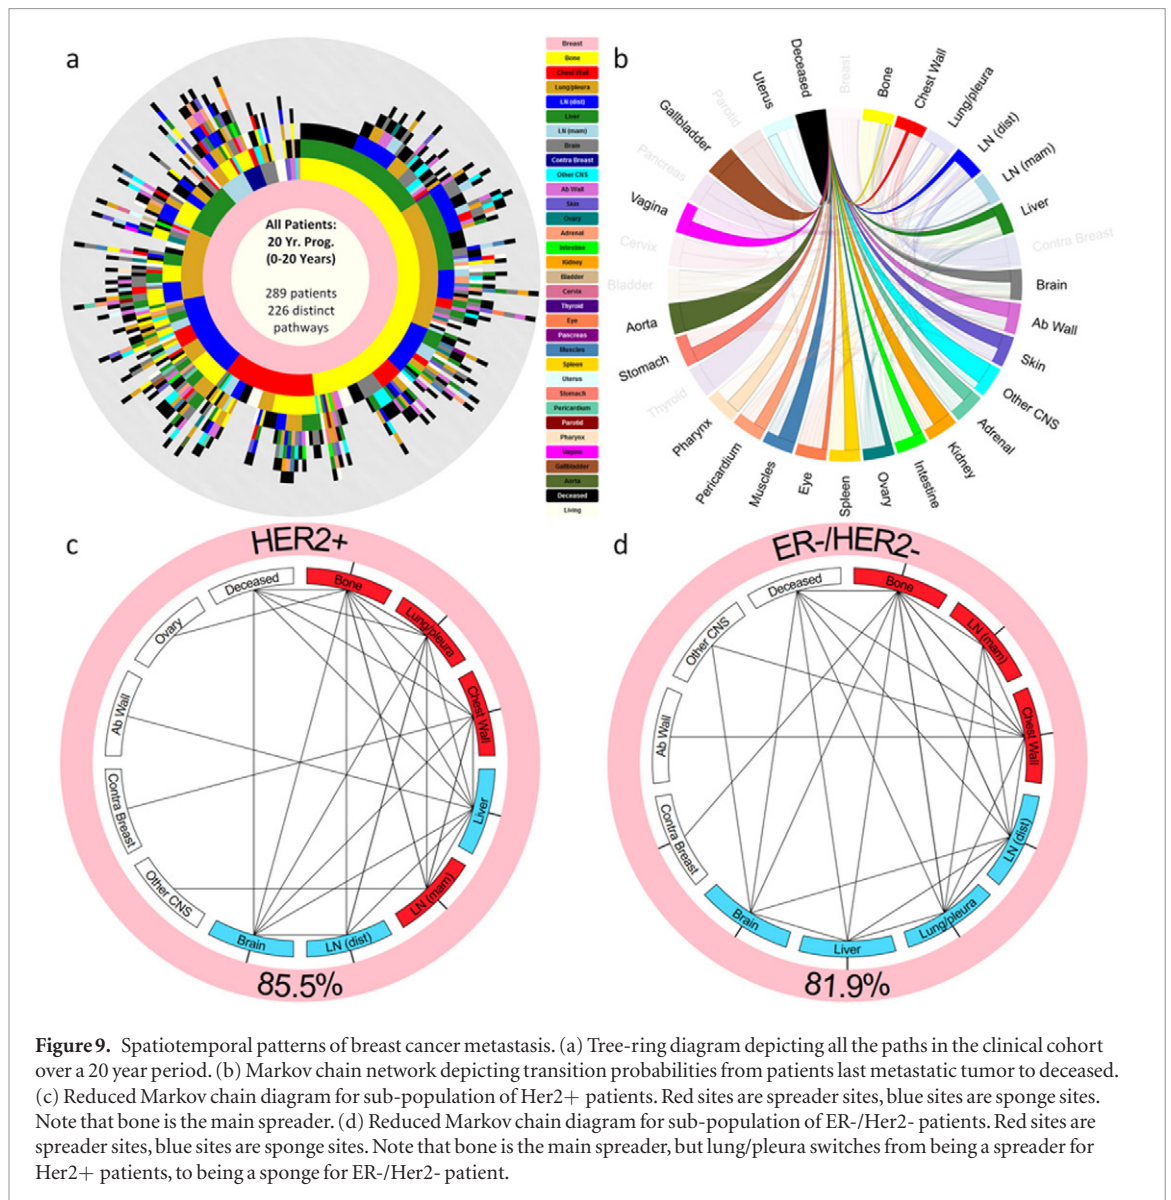 a
All Patients:
20 Yr. Prog.
(0-20 Years)
289 patients
226 distinct
pathways
Breast
Bone
Chest Wall
Lung/pleura
LN (dist)
Liver
LN (mam)
Brain
Contra Breast
Other CNS
Ab Wall
Skin
Ovary
Adrenal
Intestine
Kidney
Bladder
Cervix
Thyroid
Eye
Pancreas
Muscles
Spleen
Uterus
Stomach
Pericardium
Parotid
Pharynx
Vagina
Gallbladder
Aorta
Deceased
Living
b
Breast
Bone
Chest Wall
Lung/pleura
LN (dist)
LN (mam)
Liver
Contra Breast
Brain
Ab Wall
Skin
Other CNS
Adrenal
Kidney
Intestine
Ovary
Spleen
Eye
Muscles
Pericardium
Pharynx
Thyroid
Stomach
Aorta
Bladder
Cervix
Vagina
Pancreas
Gallbladder
Parotid
Uterus
Deceased
c
HER2+
Bone
Lung/pleura
Chest Wall
Liver
LN (mam)
LN (dist)
Brain
Other CNS
Contra Breast
Ab Wall
Ovary
Deceased
85.5%
d
ER-/HER2-
Bone
LN (mam)
Chest Wall
LN (dist)
Lung/pleura
Liver
Brain
Contra Breast
Ab Wall
Other CNS
Deceased
81.9%
Figure 9. Spatiotemporal patterns of breast cancer metastasis. (a) Tree-ring diagram depicting all the paths in the clinical cohort
over a 20 year period. (b) Markov chain network depicting transition probabilities from patients last metastatic tumor to deceased.
(c) Reduced Markov chain diagram for sub-population of Her2+ patients. Red sites are spreader sites, blue sites are sponge sites.
Note that bone is the main spreader. (d) Reduced Markov chain diagram for sub-population of ER-/Her2- patients. Red sites are
spreader sites, blue sites are sponge sites. Note that bone is the main spreader, but lung/pleura switches from being a spreader for
Her2+ patients, to being a sponge for ER-/Her2- patient.